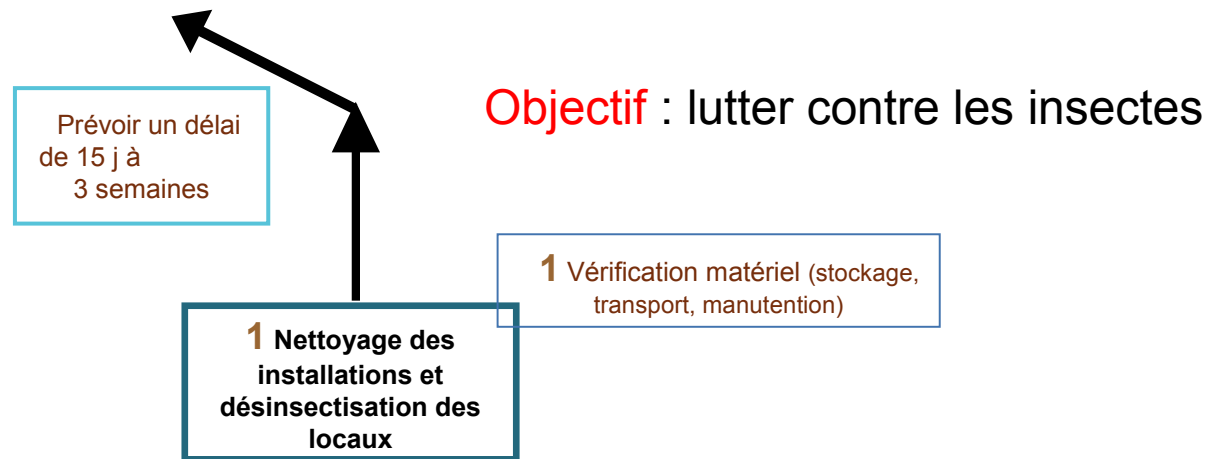 Objectif : lutter contre les insectes
Prévoir un délai
de 15 j à
3 semaines
1 Vérification matériel (stockage,
transport, manutention)
1 Nettoyage des
installations et
désinsectisation des
locaux